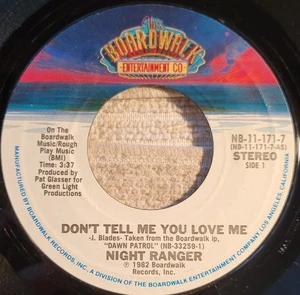 The
BOARDWALK
ENTERTAINMENT CO
On The
Boardwalk
Music/Rough
Play Music
(BMI)
Time: 3:37
Produced by
Pat Glasser for
Green Light
Productions
NB-11-171-7
(NB-11-171-7-AS)
STEREO
SIDE 1
DON'T TELL ME YOU LOVE ME
-J. Blades- Taken from the Boardwalk lp,
"DAWN PATROL" (NB-33259-1)
NIGHT RANGER
℗ 1982 Boardwalk
Records, Inc.
MFG. BY BOARDWALK RECORDS, INC., A DIVISION OF THE BOARDWALK ENTERTAINMENT COMPANY, LOS ANGELES, CALIFORNIA